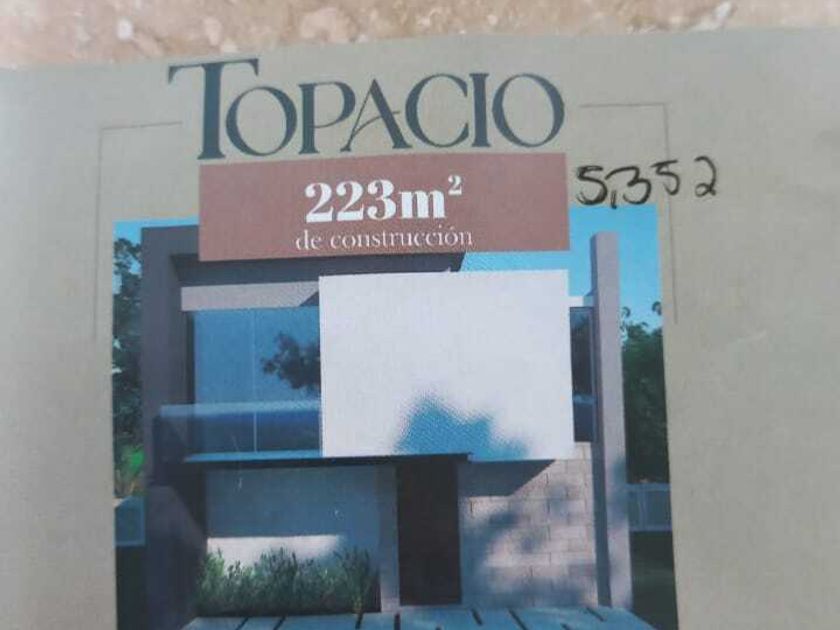 TOPACIO
223m²
de construcción
5,352